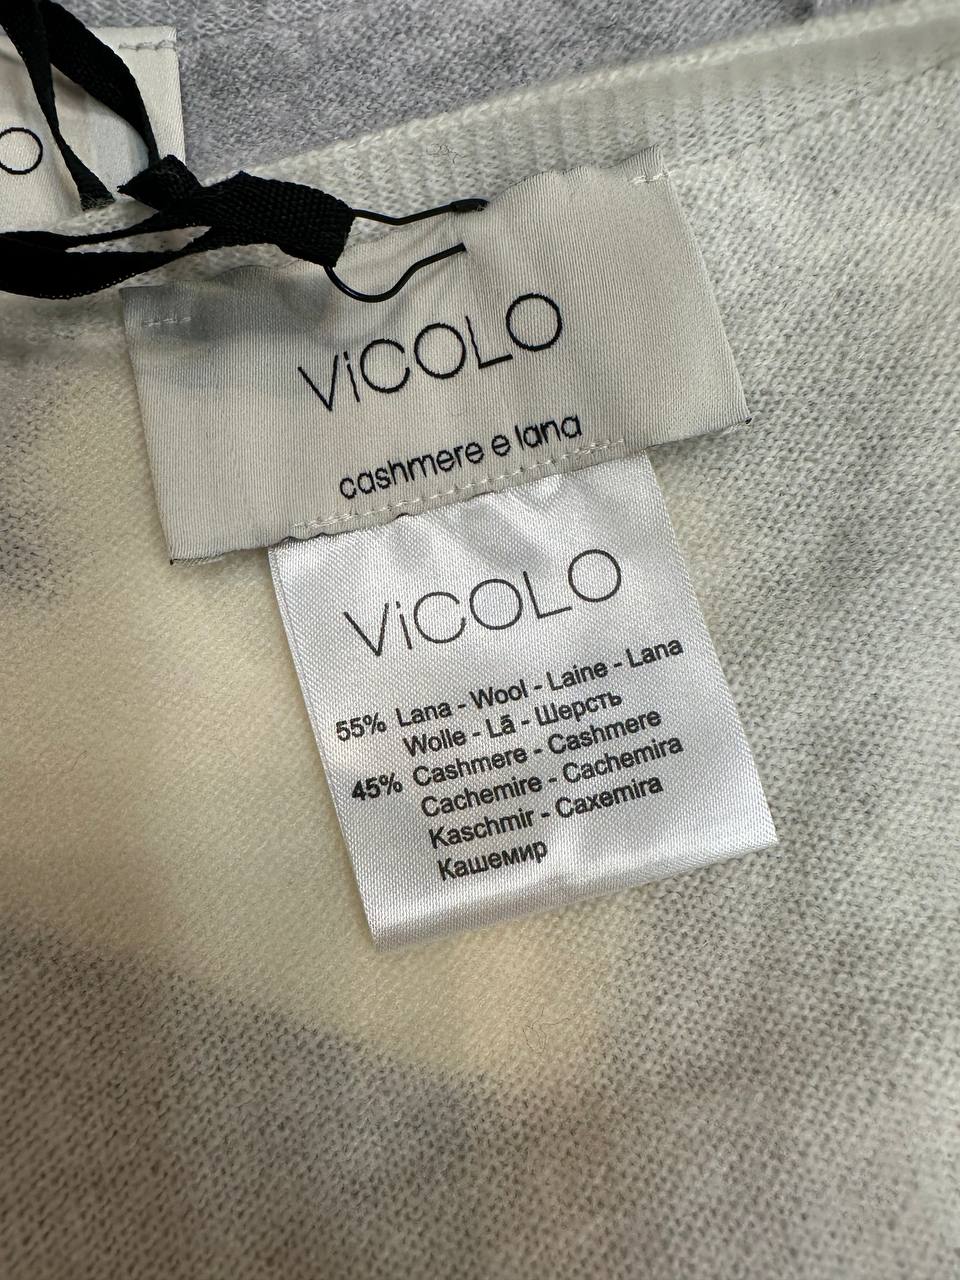 O
ViCOLO
cashmere e lana
ViCOLO
55% Lana - Wool - Laine - Lana
Wolle - Lã - Шерсть
45% Cashmere - Cashmere
Cachemire - Cachemira
Kaschmir - Caxemira
Кашемир